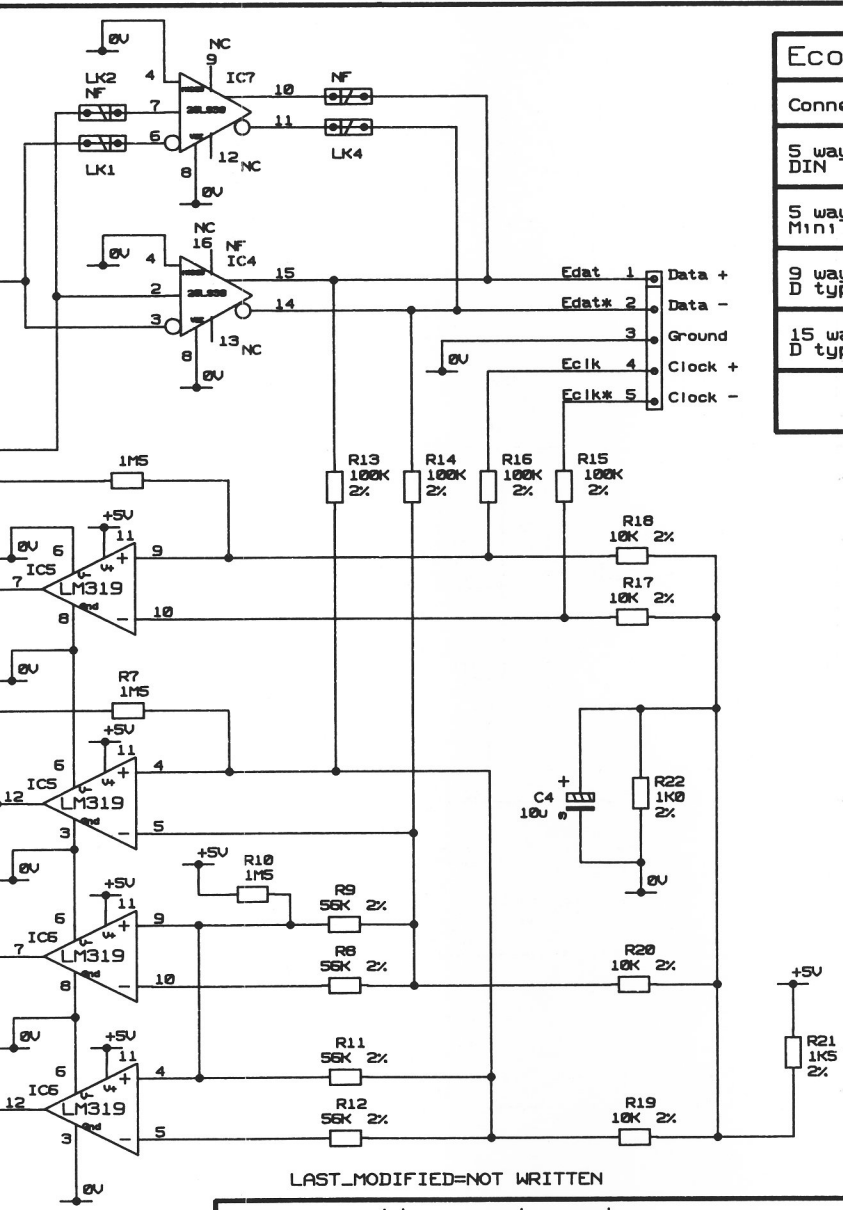 0V
NC
9
LK2
NF
4
IC7
NF
7
10
6
11
LK1
12
NC
LK4
8
0V
NC
16
0V
4
NF
IC4
15
2
14
3
13
NC
8
0V
Edat 1 Data +
Edat* 2 Data -
3 Ground
0V
Eclk 4 Clock +
Eclk* 5 Clock -
Eco
Conne
5 way
DIN
5 way
Mini
9 way
D typ
15 wa
D typ
1M5
R13
100K
2%
R14
100K
2%
R16
100K
2%
R15
100K
2%
+5V
0V
6
11
9
IC5
7
V+
+
LM319
Gnd
-
8
10
R18
10K 2%
R17
10K 2%
0V
R7
1M5
+5V
6
11
4
IC5
12
V+
+
LM319
Gnd
-
3
5
+
C4
10u
R22
1K0
2%
0V
0V
+5V
R10
1M5
+5V
6
11
9
R9
56K 2%
IC6
7
V+
+
LM319
Gnd
-
8
10
R8
56K 2%
R20
10K 2%
+5V
R21
1K5
2%
0V
+5V
6
11
4
R11
56K 2%
IC6
12
V+
+
LM319
Gnd
-
3
5
R12
56K 2%
R19
10K 2%
0V
LAST_MODIFIED=NOT WRITTEN